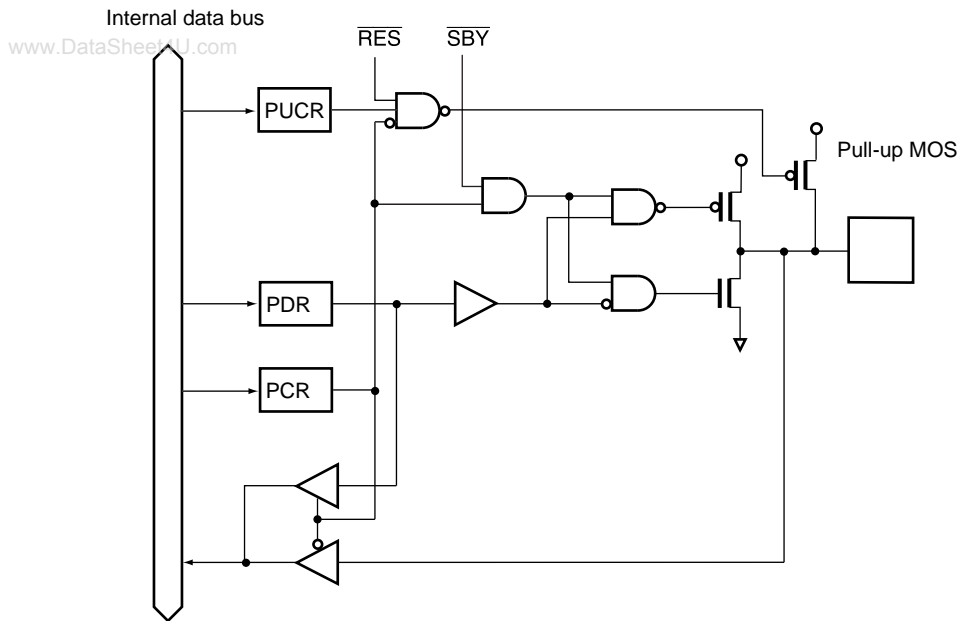 Internal data bus
www.DataSheet4U.com
RES
SBY
PUCR
Pull-up MOS
PDR
PCR